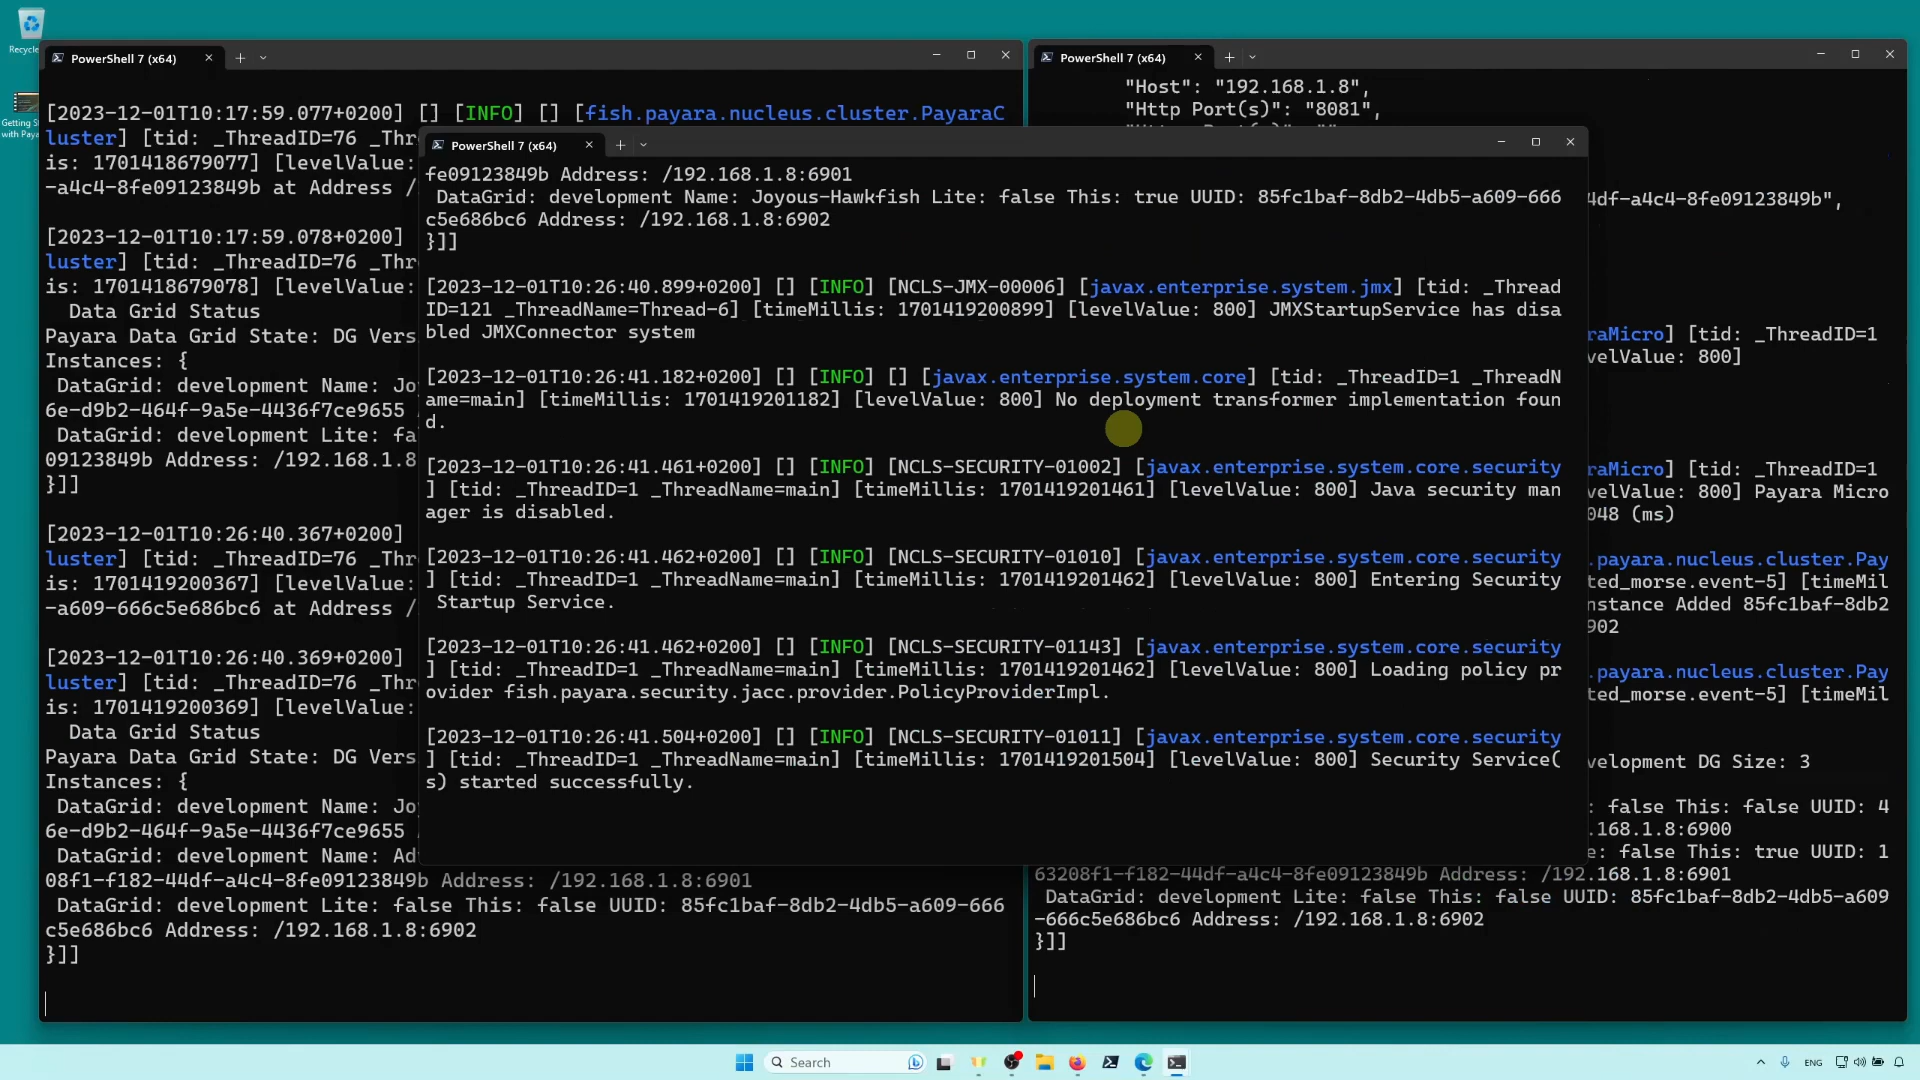 Recycle
Getting S
with Paya
PowerShell 7 (x64)
[2023-12-01T10:17:59.077+0200] [] [INFO] [] [fish.payara.nucleus.cluster.PayaraC
luster] [tid: _ThreadID=76 _Thr
is: 1701418679077] [levelValue:
-a4c4-8fe09123849b at Address /
[2023-12-01T10:17:59.078+0200]
luster] [tid: _ThreadID=76 _Thr
is: 1701418679078] [levelValue:
Data Grid Status
Payara Data Grid State: DG Vers
Instances: {
DataGrid: development Name: Jo
6e-d9b2-464f-9a5e-4436f7ce9655
DataGrid: development Lite: fa
09123849b Address: /192.168.1.8
}]]
[2023-12-01T10:26:40.367+0200]
luster] [tid: _ThreadID=76 _Thr
is: 1701419200367] [levelValue:
-a609-666c5e686bc6 at Address /
[2023-12-01T10:26:40.369+0200]
luster] [tid: _ThreadID=76 _Thr
is: 1701419200369] [levelValue:
Data Grid Status
Payara Data Grid State: DG Vers
Instances: {
DataGrid: development Name: Jo
6e-d9b2-464f-9a5e-4436f7ce9655
DataGrid: development Name: Ad
08f1-f182-44df-a4c4-8fe09123849b Address: /192.168.1.8:6901
DataGrid: development Lite: false This: false UUID: 85fc1baf-8db2-4db5-a609-666
c5e686bc6 Address: /192.168.1.8:6902
}]]
PowerShell 7 (x64)
fe09123849b Address: /192.168.1.8:6901
DataGrid: development Name: Joyous-Hawkfish Lite: false This: true UUID: 85fc1baf-8db2-4db5-a609-666
c5e686bc6 Address: /192.168.1.8:6902
}]]
[2023-12-01T10:26:40.899+0200] [] [INFO] [NCLS-JMX-00006] [javax.enterprise.system.jmx] [tid: _Thread
ID=121 _ThreadName=Thread-6] [timeMillis: 1701419200899] [levelValue: 800] JMXStartupService has disa
bled JMXConnector system
[2023-12-01T10:26:41.182+0200] [] [INFO] [] [javax.enterprise.system.core] [tid: _ThreadID=1 _ThreadN
ame=main] [timeMillis: 1701419201182] [levelValue: 800] No deployment transformer implementation foun
d.
[2023-12-01T10:26:41.461+0200] [] [INFO] [NCLS-SECURITY-01002] [javax.enterprise.system.core.security
] [tid: _ThreadID=1 _ThreadName=main] [timeMillis: 1701419201461] [levelValue: 800] Java security man
ager is disabled.
[2023-12-01T10:26:41.462+0200] [] [INFO] [NCLS-SECURITY-01010] [javax.enterprise.system.core.security
] [tid: _ThreadID=1 _ThreadName=main] [timeMillis: 1701419201462] [levelValue: 800] Entering Security
Startup Service.
[2023-12-01T10:26:41.462+0200] [] [INFO] [NCLS-SECURITY-01143] [javax.enterprise.system.core.security
] [tid: _ThreadID=1 _ThreadName=main] [timeMillis: 1701419201462] [levelValue: 800] Loading policy pr
ovider fish.payara.security.jacc.provider.PolicyProviderImpl.
[2023-12-01T10:26:41.504+0200] [] [INFO] [NCLS-SECURITY-01011] [javax.enterprise.system.core.security
] [tid: _ThreadID=1 _ThreadName=main] [timeMillis: 1701419201504] [levelValue: 800] Security Service(
s) started successfully.
PowerShell 7 (x64)
"Host": "192.168.1.8",
"Http Port(s)": "8081",
4df-a4c4-8fe09123849b",
raMicro] [tid: _ThreadID=1
velValue: 800]
raMicro] [tid: _ThreadID=1
velValue: 800] Payara Micro
048 (ms)
.payara.nucleus.cluster.Pay
ted_morse.event-5] [timeMil
nstance Added 85fc1baf-8db2
902
.payara.nucleus.cluster.Pay
ted_morse.event-5] [timeMil
velopment DG Size: 3
: false This: false UUID: 4
.168.1.8:6900
e: false This: true UUID: 1
63208f1-f182-44df-a4c4-8fe09123849b Address: /192.168.1.8:6901
DataGrid: development Lite: false This: false UUID: 85fc1baf-8db2-4db5-a609
-666c5e686bc6 Address: /192.168.1.8:6902
}]]
Search
ENG